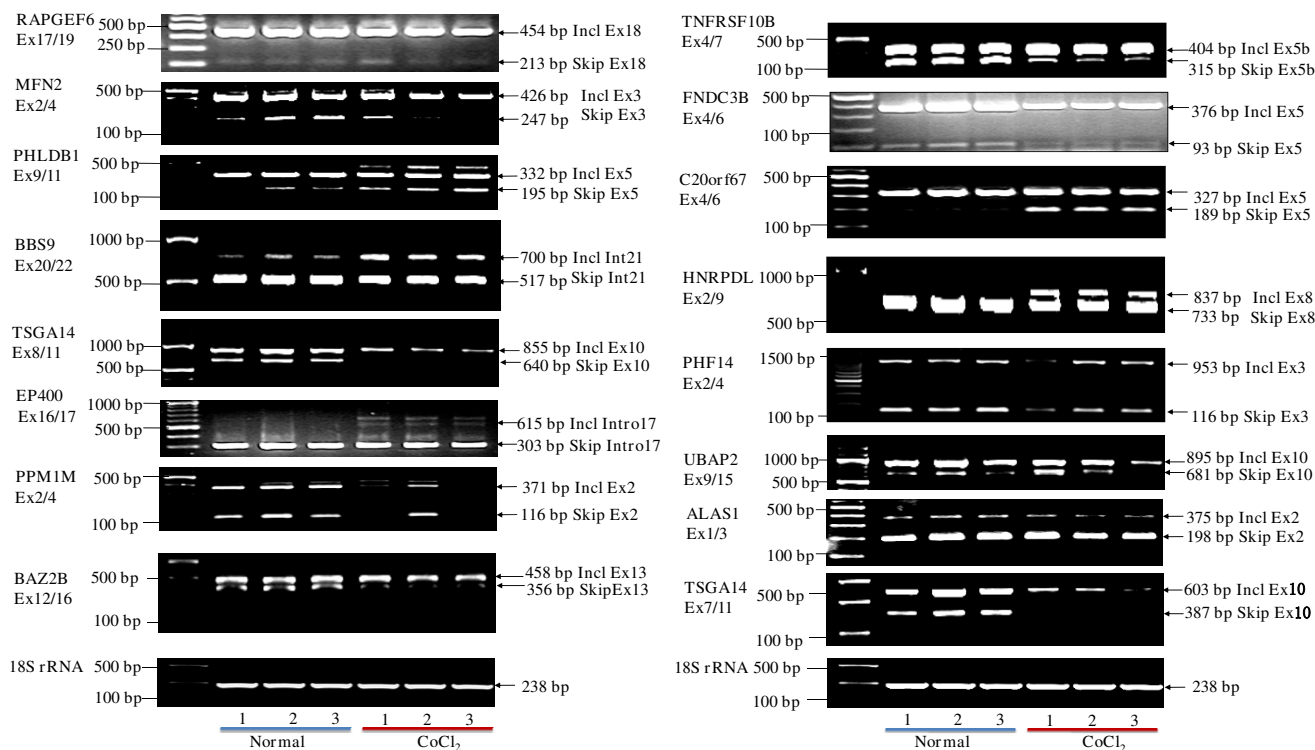 RAPGEF6
Ex17/19
500 bp
250 bp
454 bp Incl Ex18
213 bp Skip Ex18
MFN2
Ex2/4
500 bp
100 bp
426 bp Incl Ex3
247 bp Skip Ex3
PHLDB1
Ex9/11
500 bp
100 bp
332 bp Incl Ex5
195 bp Skip Ex5
BBS9
Ex20/22
1000 bp
500 bp
700 bp Incl Int21
517 bp Skip Int21
TSGA14
Ex8/11
1000 bp
500 bp
855 bp Incl Ex10
640 bp Skip Ex10
EP400
Ex16/17
1000 bp
500 bp
615 bp Incl Intro17
303 bp Skip Intro17
PPM1M
Ex2/4
500 bp
100 bp
371 bp Incl Ex2
116 bp Skip Ex2
BAZ2B
Ex12/16
500 bp
100 bp
458 bp Incl Ex13
356 bp SkipEx13
18S rRNA
500 bp
100 bp
238 bp
1 2 3 1 2 3
Normal CoCl₂
TNFRSF10B
Ex4/7
500 bp
100 bp
404 bp Incl Ex5b
315 bp Skip Ex5b
FNDC3B
Ex4/6
500 bp
100 bp
376 bp Incl Ex5
93 bp Skip Ex5
C20orf67
Ex4/6
500 bp
100 bp
327 bp Incl Ex5
189 bp Skip Ex5
HNRPDL
Ex2/9
1000 bp
500 bp
837 bp Incl Ex8
733 bp Skip Ex8
PHF14
Ex2/4
1500 bp
100 bp
953 bp Incl Ex3
116 bp Skip Ex3
UBAP2
Ex9/15
1000 bp
500 bp
895 bp Incl Ex10
681 bp Skip Ex10
ALAS1
Ex1/3
500 bp
100 bp
375 bp Incl Ex2
198 bp Skip Ex2
TSGA14
Ex7/11
500 bp
100 bp
603 bp Incl Ex10
387 bp Skip Ex10
18S rRNA
500 bp
100 bp
238 bp
1 2 3 1 2 3
Normal CoCl₂